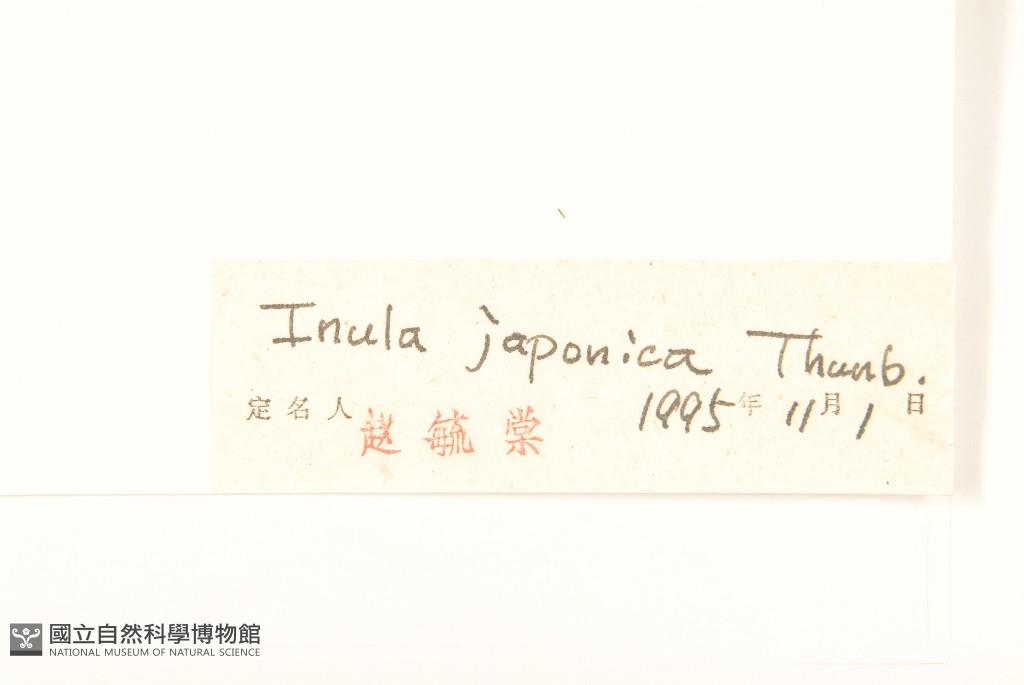 Inula japonica Thunb.
定名人 赵毓棠 1995年11月1日
國立自然科學博物館
NATIONAL MUSEUM OF NATURAL SCIENCE